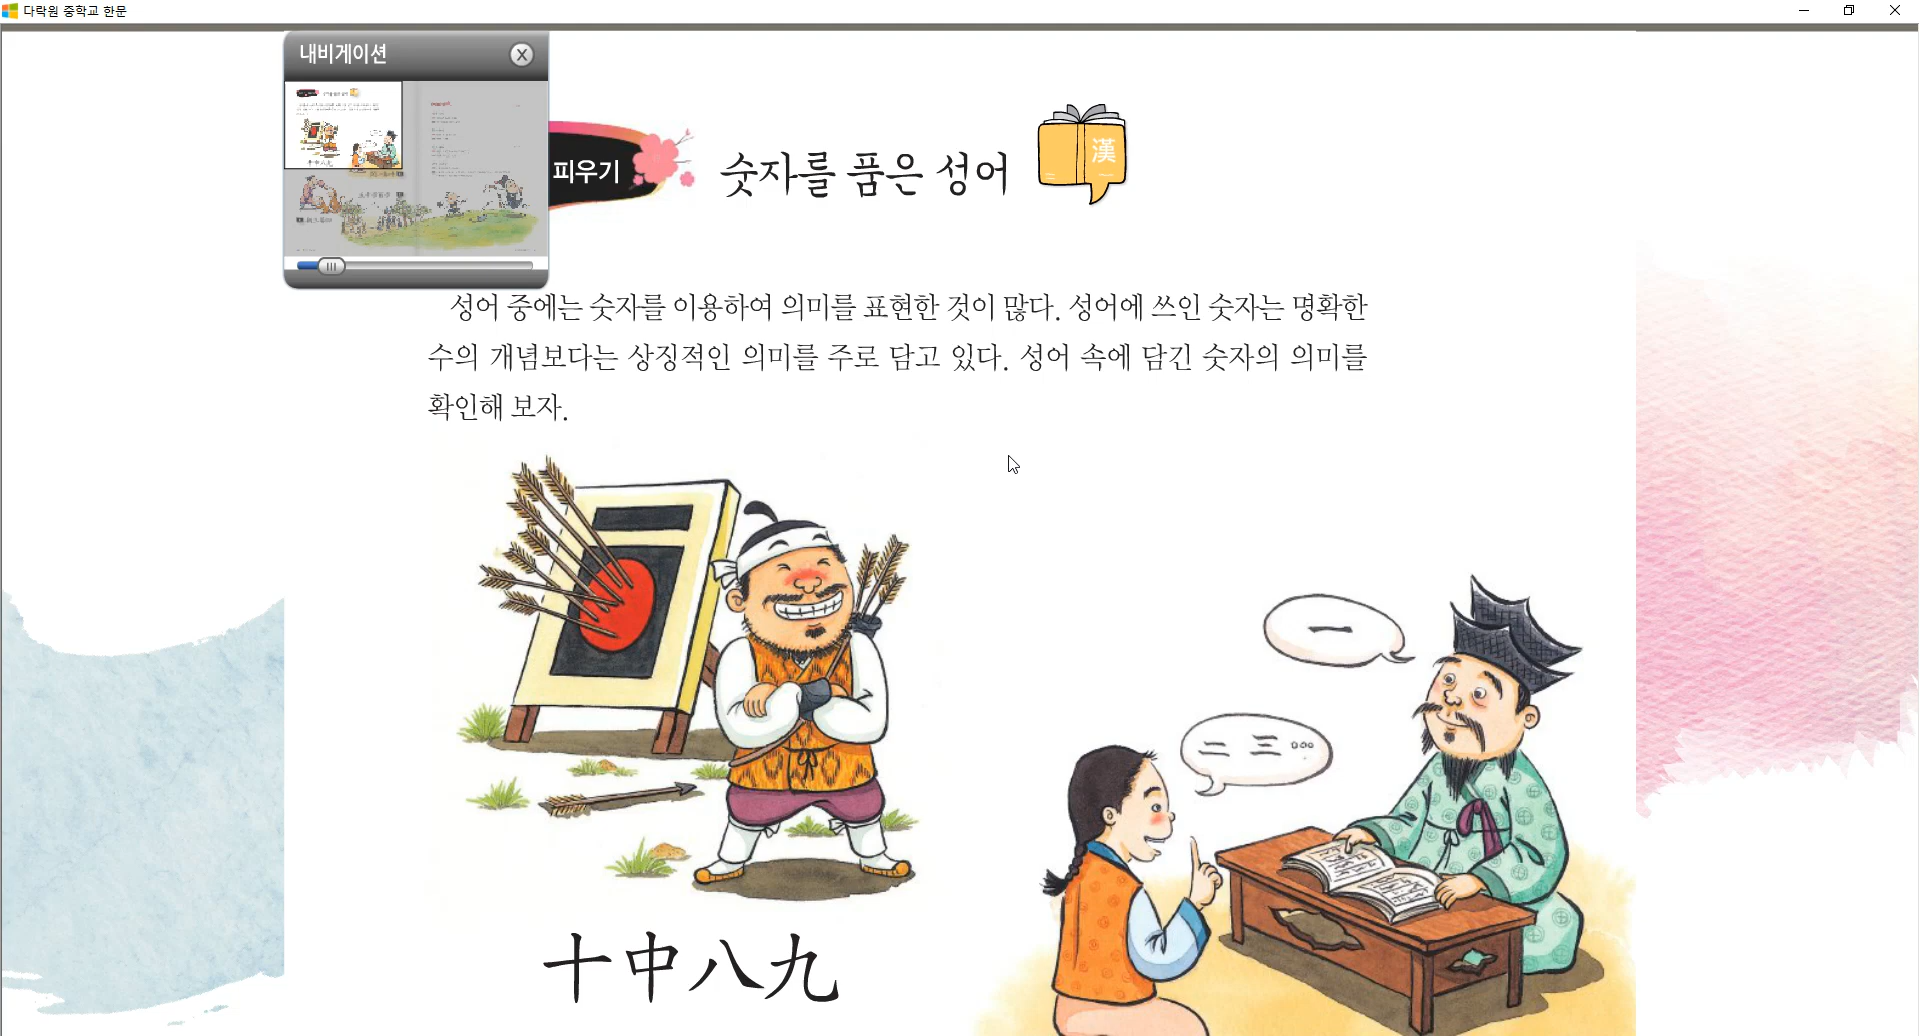 다락원 중학교 한문
내비게이션
피우기
숫자를 품은 성어
漢
성어 중에는 숫자를 이용하여 의미를 표현한 것이 많다. 성어에 쓰인 숫자는 명확한
수의 개념보다는 상징적인 의미를 주로 담고 있다. 성어 속에 담긴 숫자의 의미를
확인해 보자.
一
二 三…
十中八九